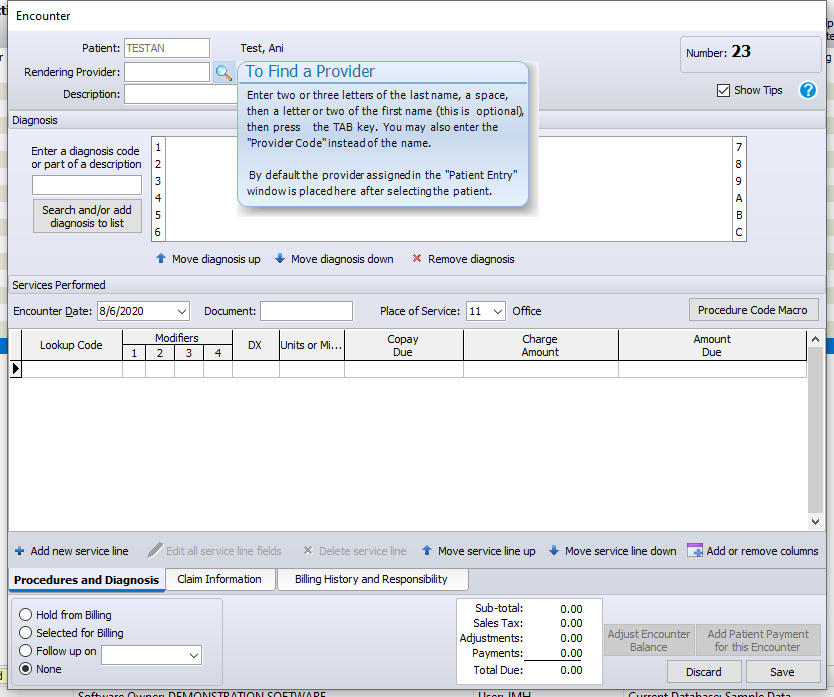 Encounter
Patient: TESTAN Test, Ani
Number: 23
Rendering Provider:
To Find a Provider
Description:
Show Tips ?
Enter two or three letters of the last name, a space,
then a letter or two of the first name (this is optional),
then press the TAB key. You may also enter the
"Provider Code" instead of the name.
By default the provider assigned in the "Patient Entry"
window is placed here after selecting the patient.
Diagnosis
Enter a diagnosis code
or part of a description
Search and/or add
diagnosis to list
1 7
2 8
3 9
4 A
5 B
6 C
Move diagnosis up Move diagnosis down Remove diagnosis
Services Performed
Encounter Date: 8/6/2020 Document: Place of Service: 11 Office Procedure Code Macro
Lookup Code Modifiers DX Units or Mi... Copay Due Charge Amount Amount Due
1 2 3 4
Add new service line Edit all service line fields Delete service line Move service line up Move service line down Add or remove columns
Procedures and Diagnosis Claim Information Billing History and Responsibility
Hold from Billing
Selected for Billing
Follow up on
None
Sub-total: 0.00
Sales Tax: 0.00
Adjustments: 0.00
Payments: 0.00
Total Due: 0.00
Adjust Encounter
Balance
Add Patient Payment
for this Encounter
Discard Save
Software Owner: DEMONSTRATION SOFTWARE User: JMH Current Database: Sample Data